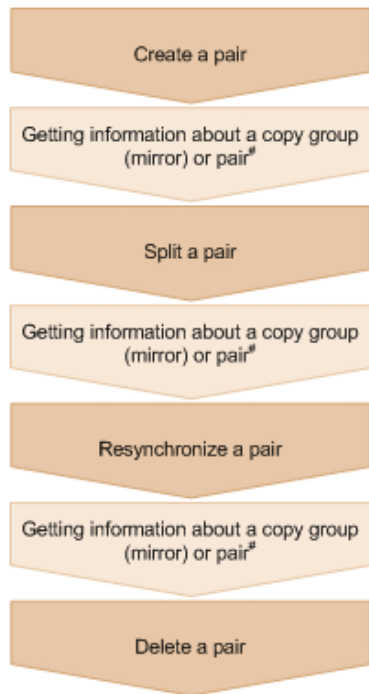 Create a pair
Getting information about a copy group
(mirror) or pair#
Split a pair
Getting information about a copy group
(mirror) or pair#
Resynchronize a pair
Getting information about a copy group
(mirror) or pair#
Delete a pair